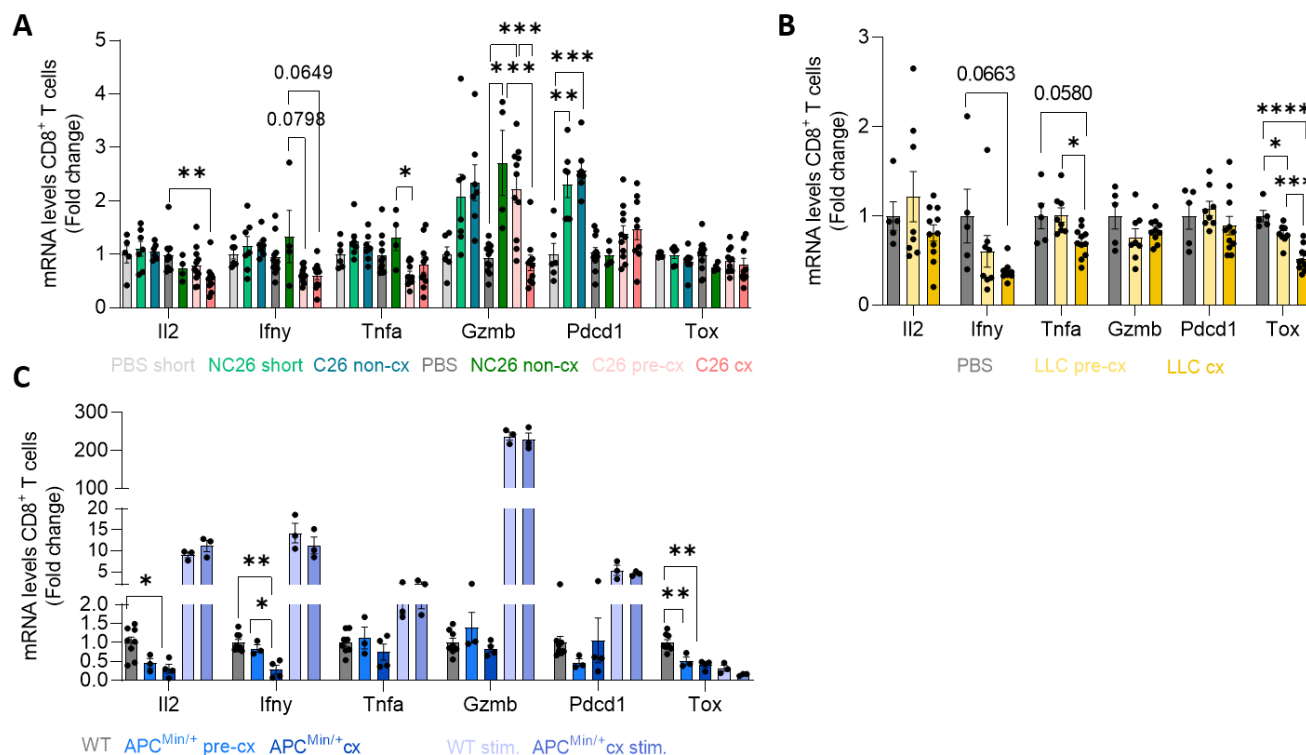 A
mRNA levels CD8+ T cells
(Fold change)
5
4
3
2
1
0
**
0.0649
0.0798
*
***
***
***
**
Il2 Ifny Tnfa Gzmb Pdcd1 Tox
PBS short NC26 short C26 non-cx PBS NC26 non-cx C26 pre-cx C26 cx
B
mRNA levels CD8+ T cells
(Fold change)
3
2
1
0
0.0663
0.0580
*
****
*
***
Il2 Ifny Tnfa Gzmb Pdcd1 Tox
PBS LLC pre-cx LLC cx
C
mRNA levels CD8+ T cells
(Fold change)
300
200
100
20
15
10
5
2.0
1.5
1.0
0.5
0.0
*
**
*
**
**
Il2 Ifny Tnfa Gzmb Pdcd1 Tox
WT APCMin/+ pre-cx APCMin/+cx WT stim. APCMin/+cx stim.